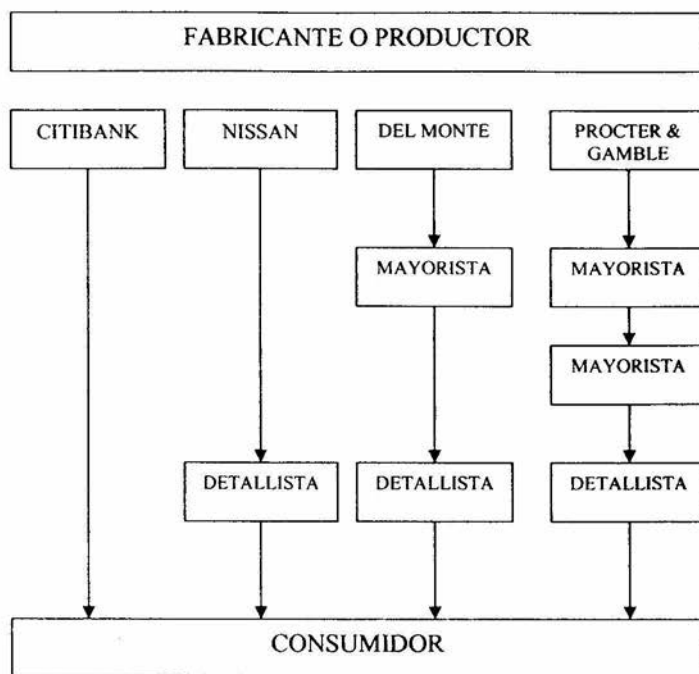 FABRICANTE O PRODUCTOR
CITIBANK
NISSAN
DEL MONTE
PROCTER &
GAMBLE
MAYORISTA
MAYORISTA
MAYORISTA
DETALLISTA
DETALLISTA
DETALLISTA
CONSUMIDOR